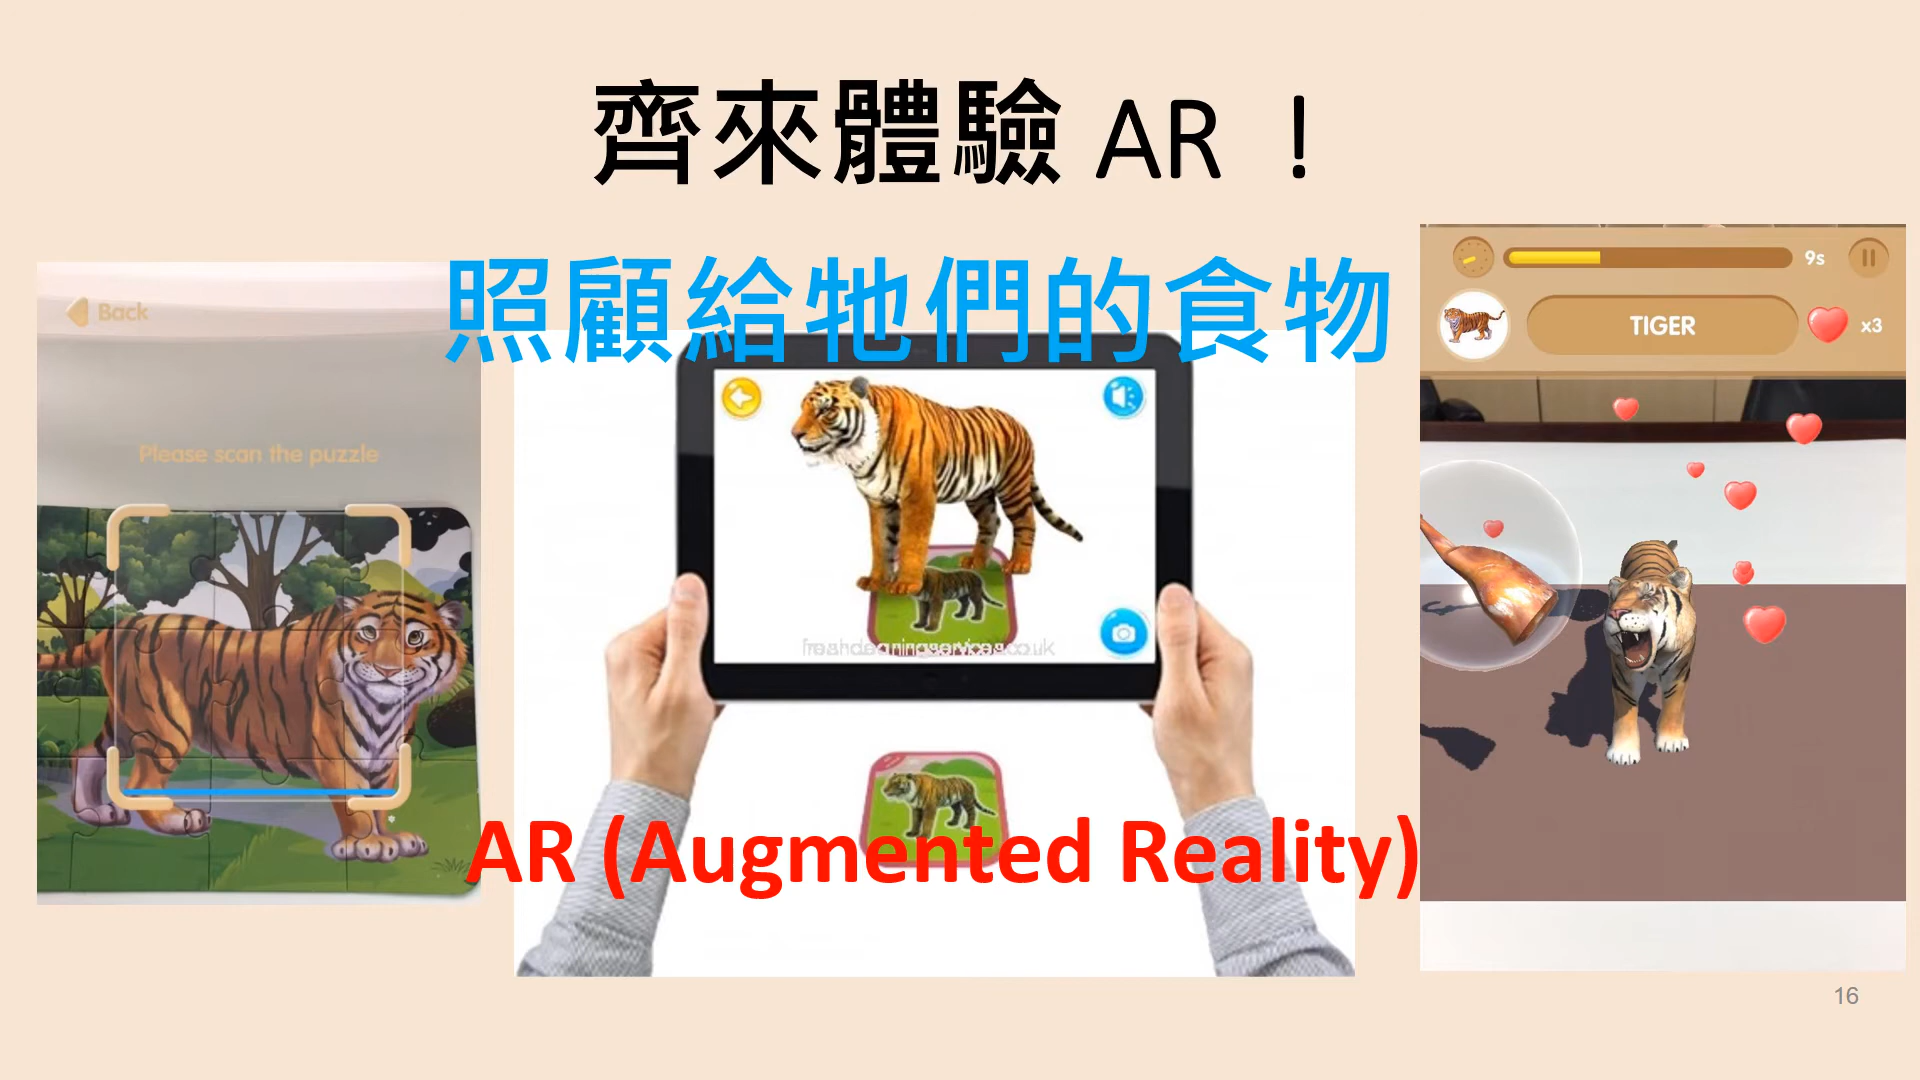 齊來體驗 AR ！
照顧給牠們的食物
Back
Please scan the puzzle
9s
TIGER
x3
AR (Augmented Reality)
16